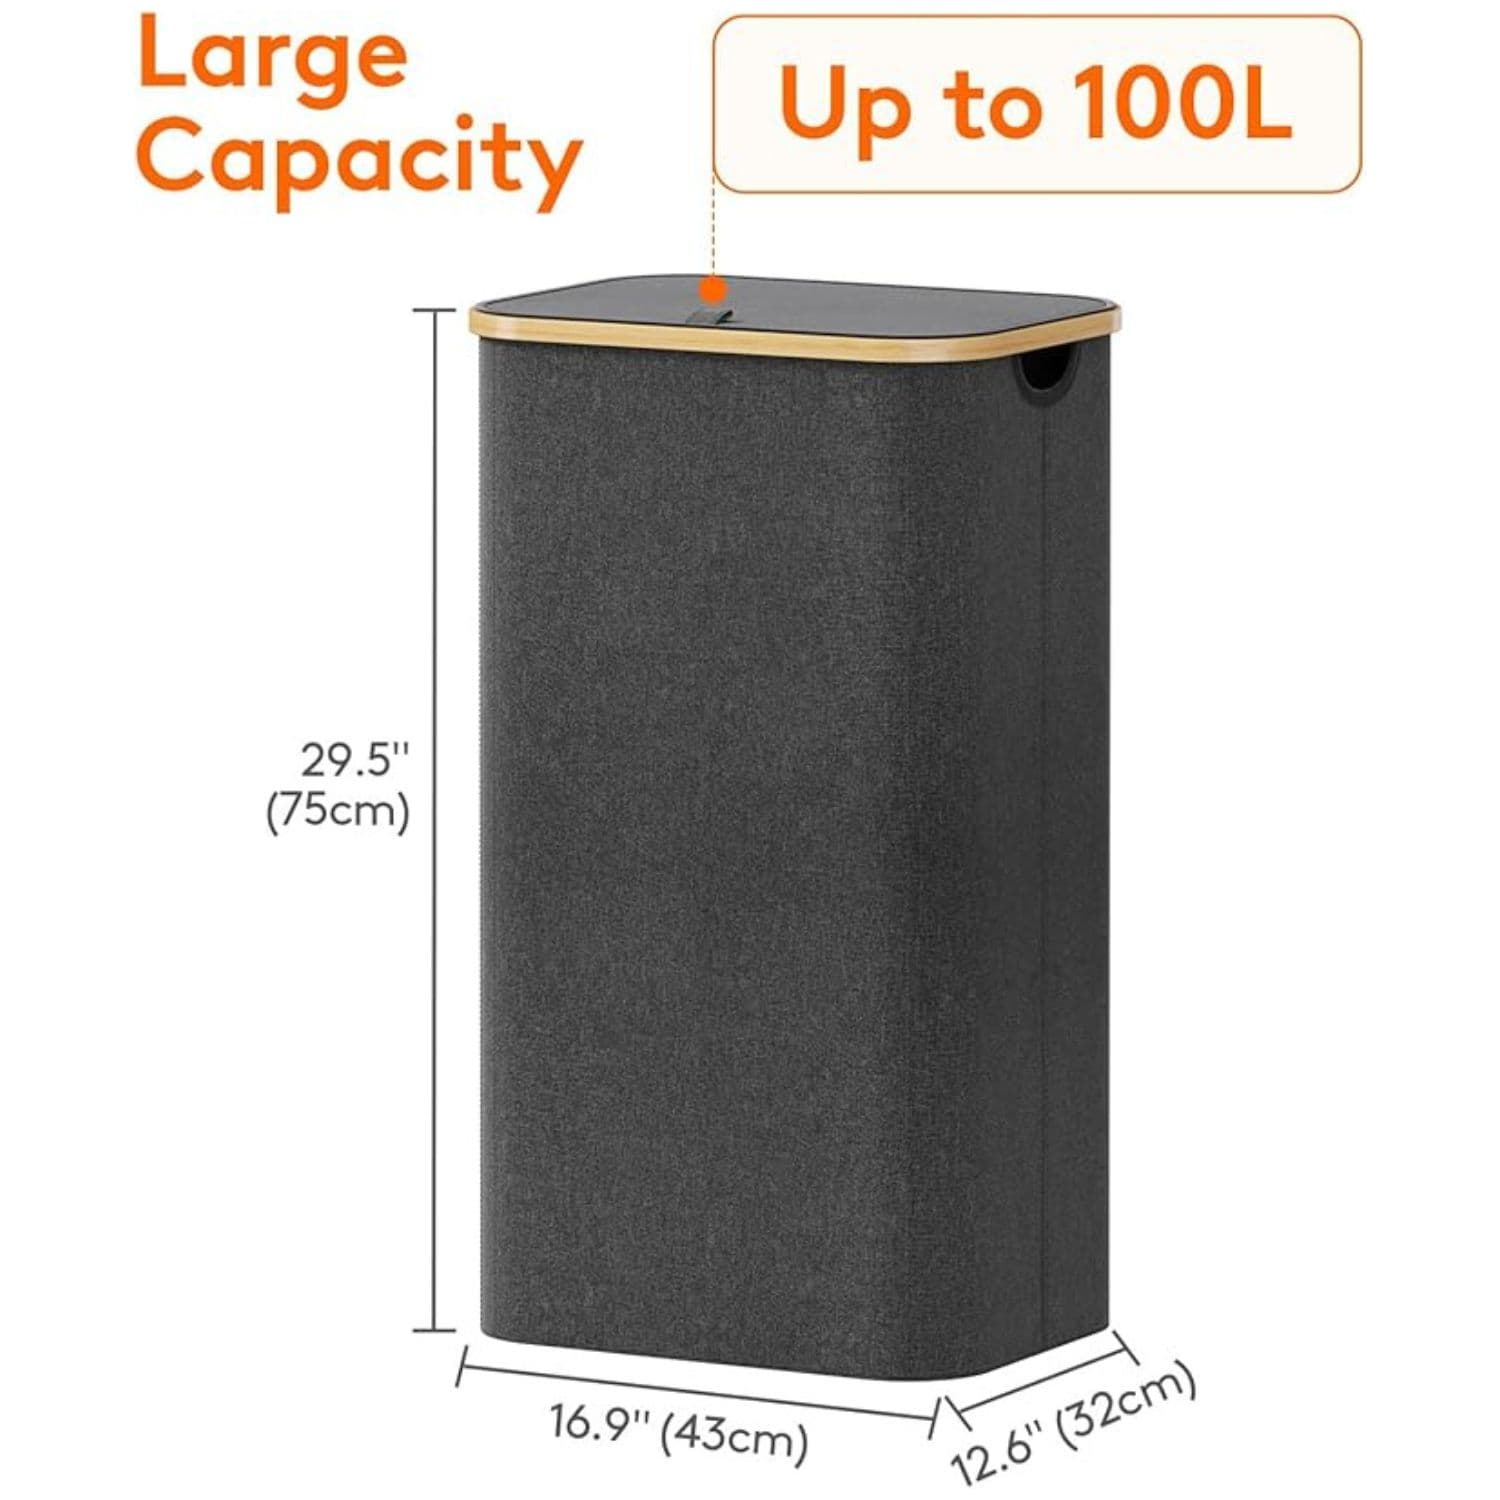 Large
Capacity
Up to 100L
29.5"
(75cm)
16.9" (43cm)
12.6" (32cm)